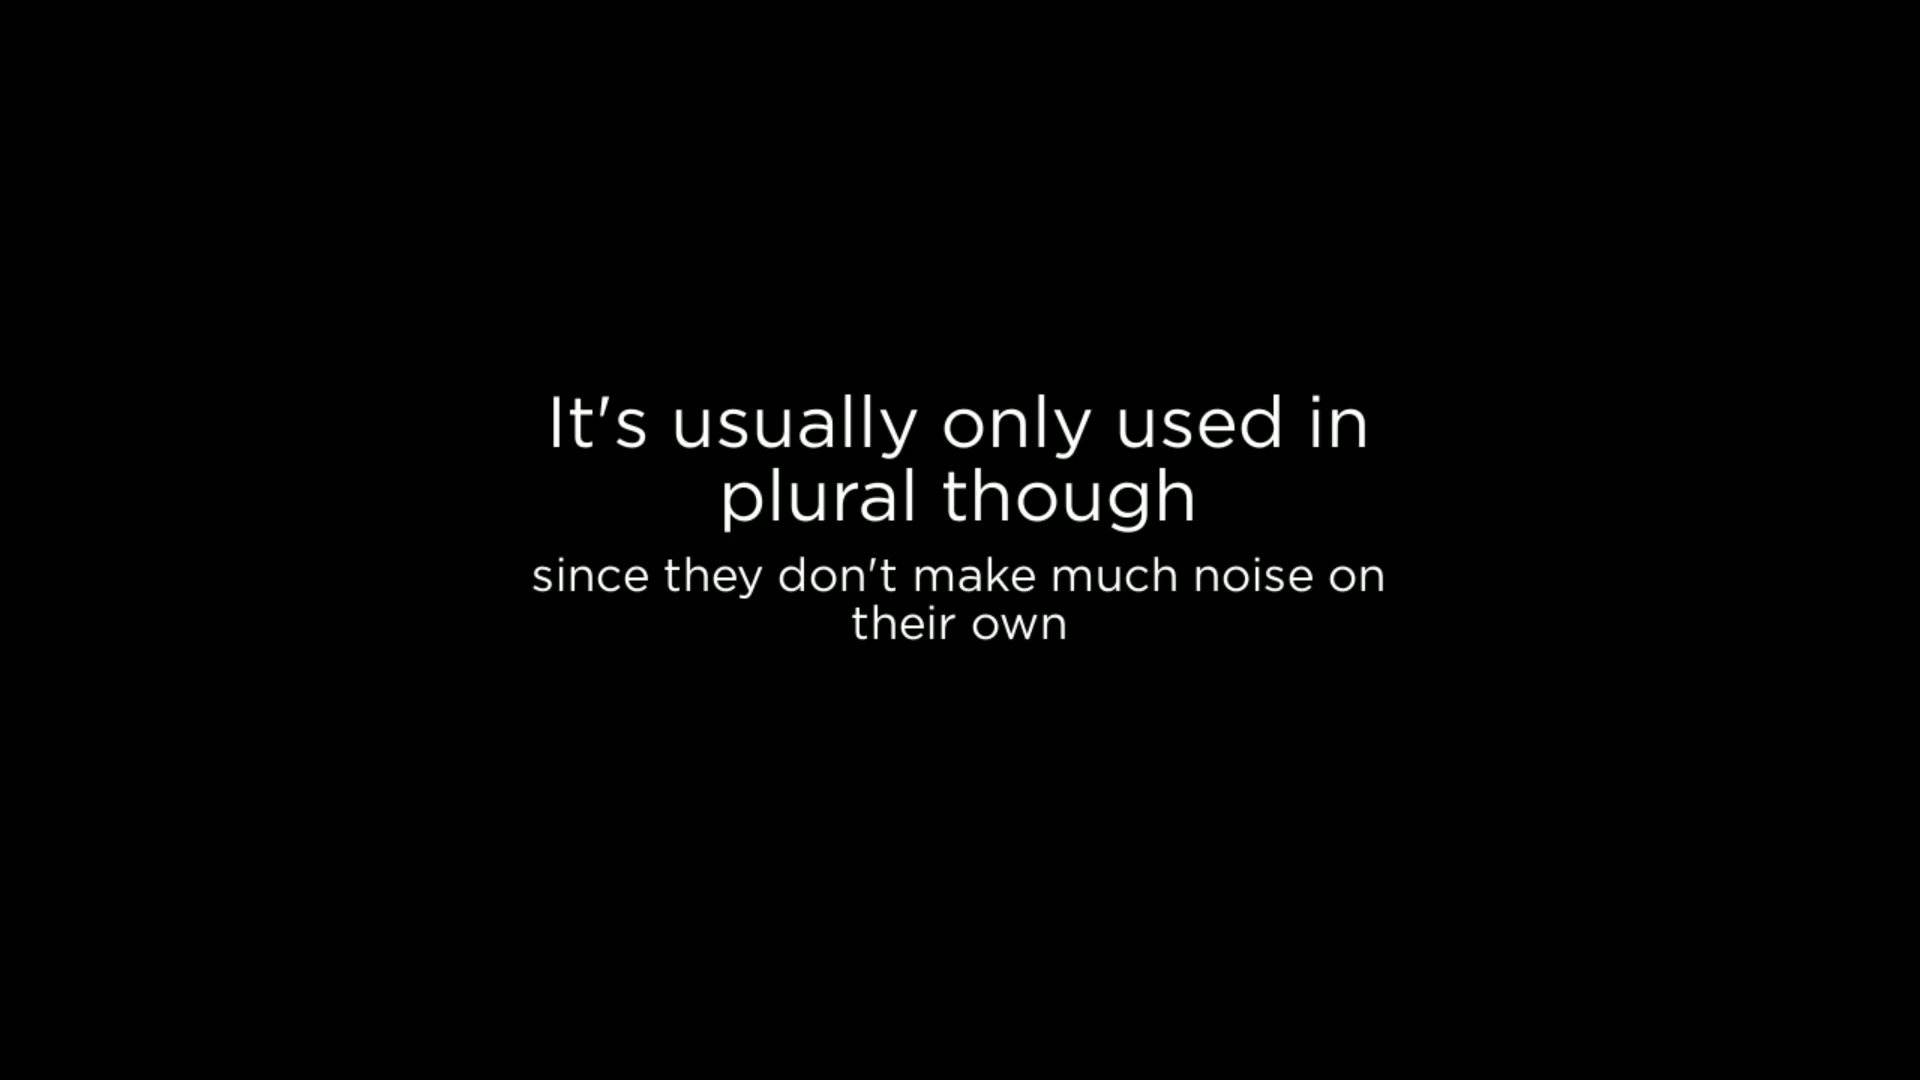 It's usually only used in
plural though
since they don't make much noise on
their own